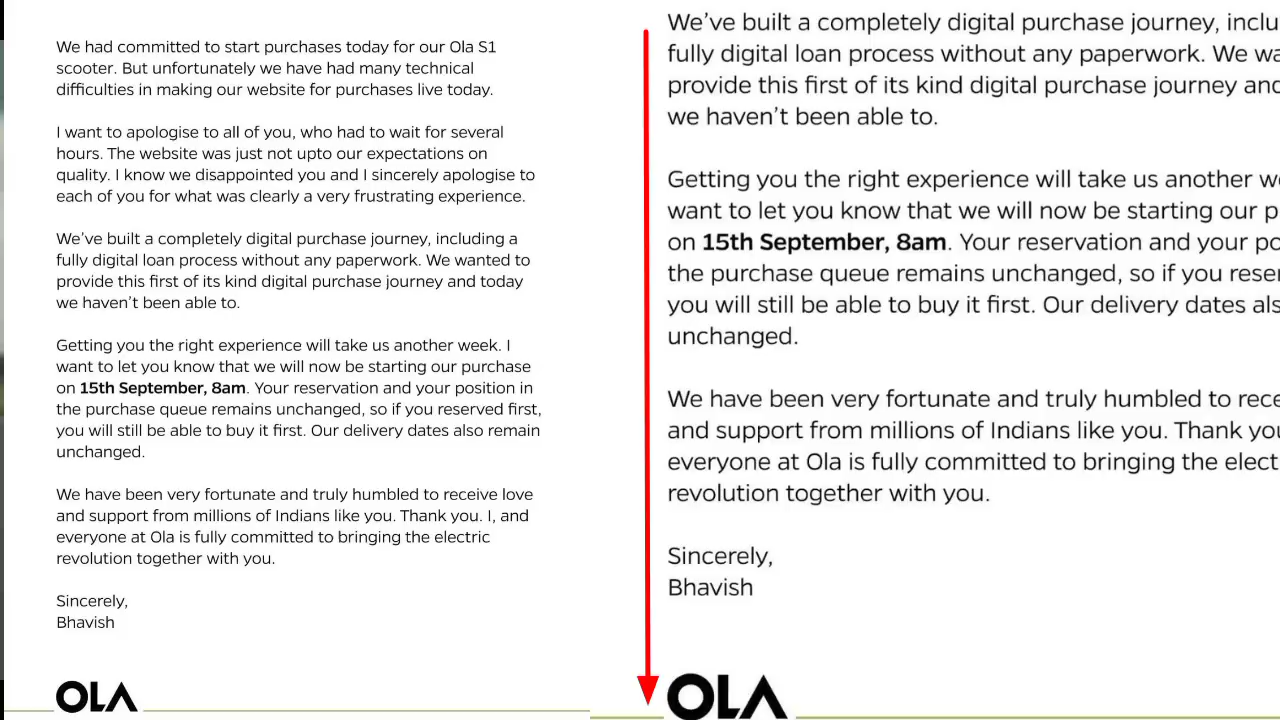 We had committed to start purchases today for our Ola S1
scooter. But unfortunately we have had many technical
difficulties in making our website for purchases live today.
I want to apologise to all of you, who had to wait for several
hours. The website was just not upto our expectations on
quality. I know we disappointed you and I sincerely apologise to
each of you for what was clearly a very frustrating experience.
We've built a completely digital purchase journey, including a
fully digital loan process without any paperwork. We wanted to
provide this first of its kind digital purchase journey and today
we haven't been able to.
Getting you the right experience will take us another week. I
want to let you know that we will now be starting our purchase
on 15th September, 8am. Your reservation and your position in
the purchase queue remains unchanged, so if you reserved first,
you will still be able to buy it first. Our delivery dates also remain
unchanged.
We have been very fortunate and truly humbled to receive love
and support from millions of Indians like you. Thank you. I, and
everyone at Ola is fully committed to bringing the electric
revolution together with you.
Sincerely,
Bhavish
OLA
We've built a completely digital purchase journey, inclu
fully digital loan process without any paperwork. We wa
provide this first of its kind digital purchase journey and
we haven't been able to.
Getting you the right experience will take us another we
want to let you know that we will now be starting our p
on 15th September, 8am. Your reservation and your po
the purchase queue remains unchanged, so if you reser
you will still be able to buy it first. Our delivery dates als
unchanged.
We have been very fortunate and truly humbled to rece
and support from millions of Indians like you. Thank you
everyone at Ola is fully committed to bringing the elect
revolution together with you.
Sincerely,
Bhavish
OLA